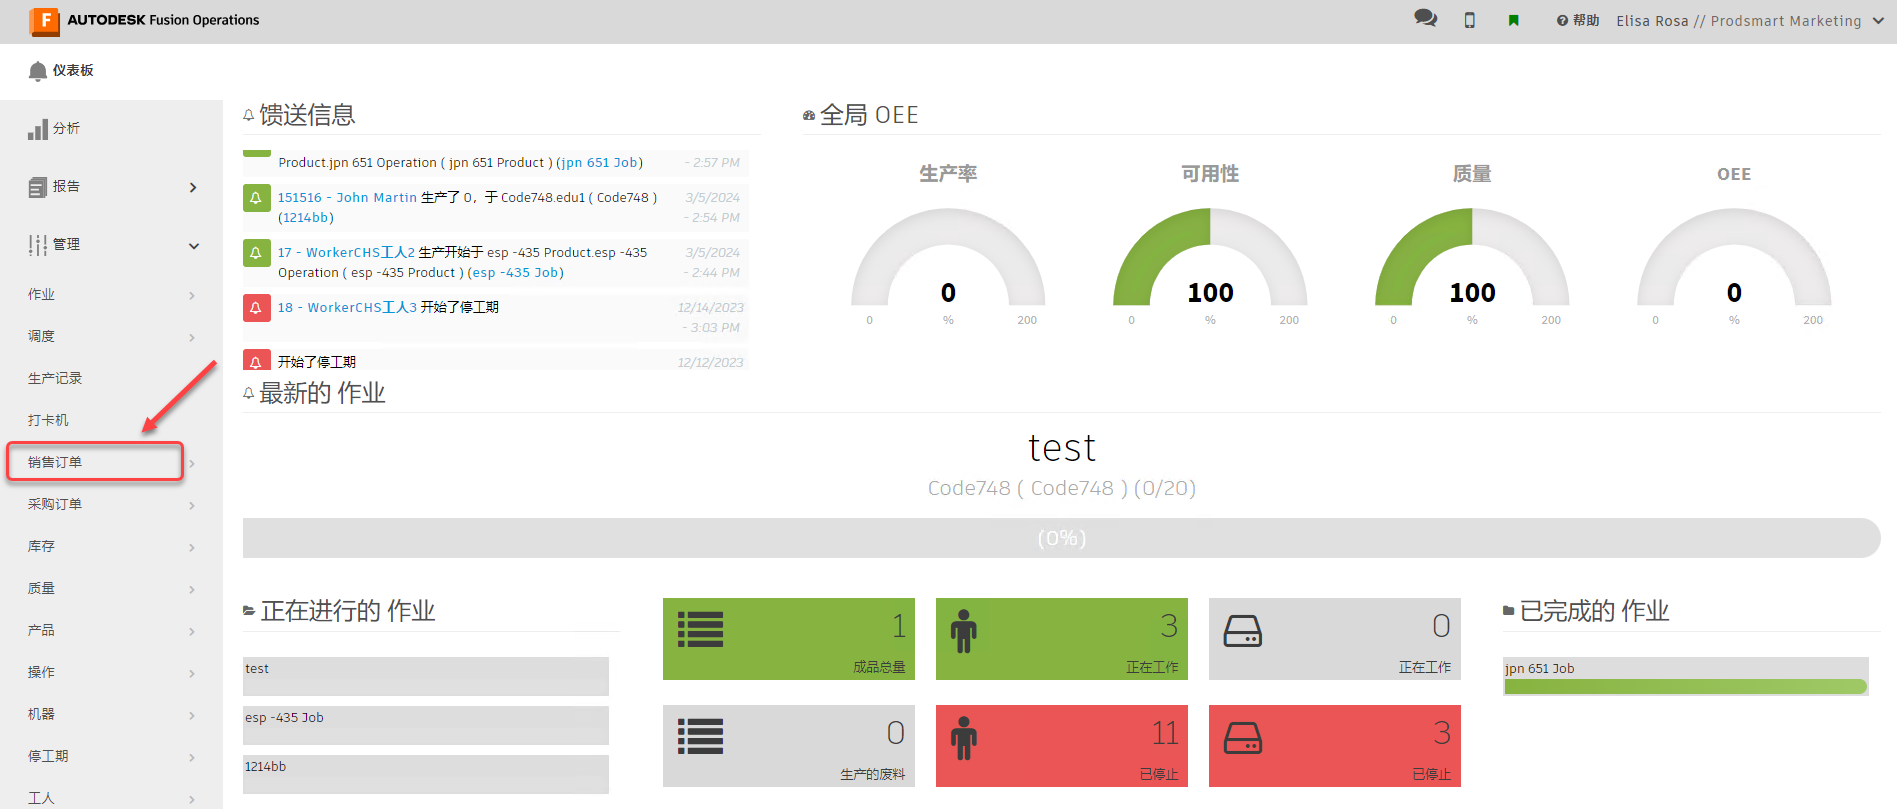 AUTODESK Fusion Operations
帮助
Elisa Rosa // Prodsmart Marketing
仪表板
分析
报告
管理
作业
调度
生产记录
打卡机
销售订单
采购订单
库存
质量
产品
操作
机器
停工期
工人
馈送信息
Product.jpn 651 Operation ( jpn 651 Product ) (jpn 651 Job)
- 2:57 PM
151516 - John Martin 生产了 0，于 Code748.edu1 ( Code748 )
(1214bb)
3/5/2024
- 2:54 PM
17 - WorkerCHS工人2 生产开始于 esp -435 Product.esp -435
Operation ( esp -435 Product ) (esp -435 Job)
3/5/2024
- 2:44 PM
18 - WorkerCHS工人3 开始了停工期
12/14/2023
- 3:03 PM
开始了停工期
12/12/2023
全局 OEE
生产率
0
0 % 200
可用性
100
0 % 200
质量
100
0 % 200
OEE
0
0 % 200
最新的 作业
test
Code748 ( Code748 ) (0/20)
(0%)
正在进行的 作业
test
esp -435 Job
1214bb
1
成品总量
3
正在工作
0
正在工作
0
生产的废料
11
已停止
3
已停止
已完成的 作业
jpn 651 Job